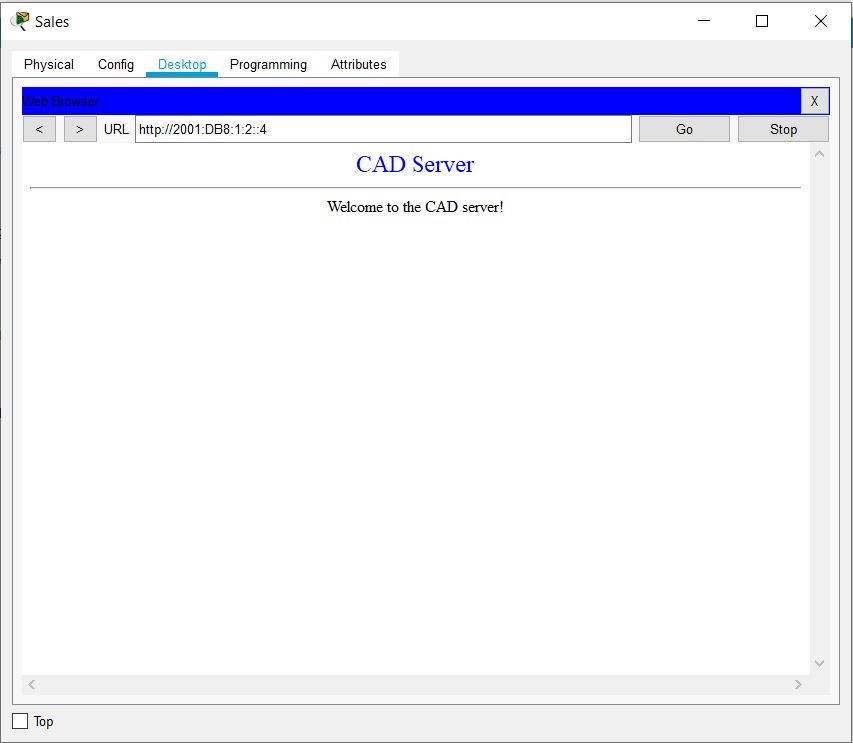 Sales
Physical Config Desktop Programming Attributes
Web Browser X
< > URL http://2001:DB8:1:2::4 Go Stop
CAD Server
Welcome to the CAD server!
Top